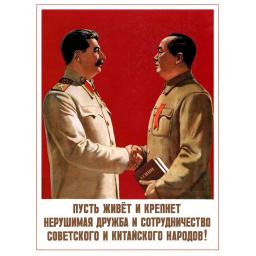 ПУСТЬ ЖИВЁТ И КРЕПНЕТ
НЕРУШИМАЯ ДРУЖБА И СОТРУДНИЧЕСТВО
СОВЕТСКОГО И КИТАЙСКОГО НАРОДОВ!